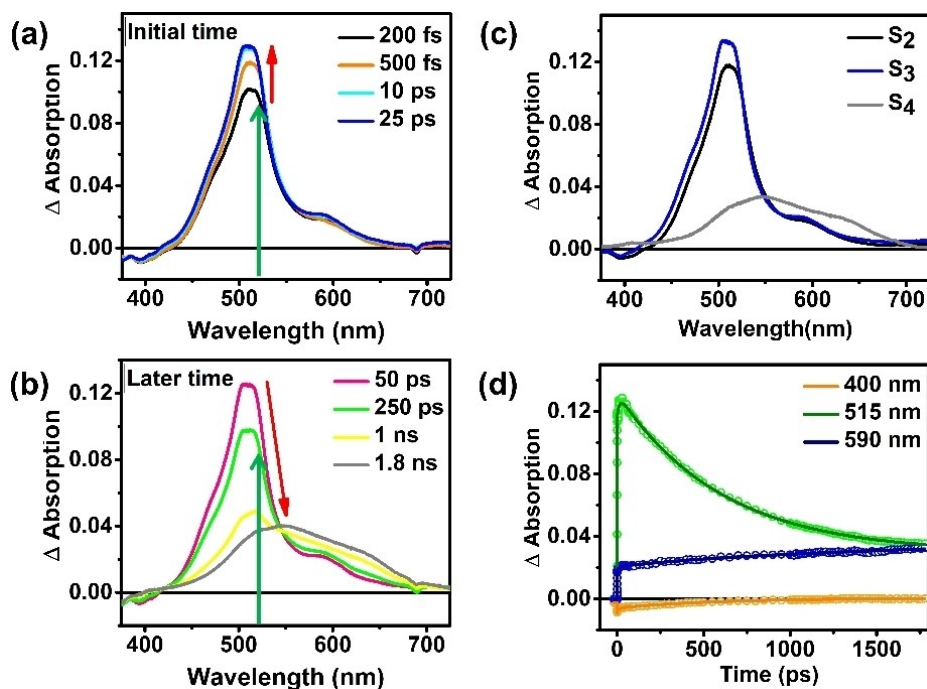 (a)
Initial time
200 fs
500 fs
10 ps
25 ps
Δ Absorption
0.12
0.08
0.04
0.00
400
500
600
700
Wavelength (nm)
(b)
Later time
50 ps
250 ps
1 ns
1.8 ns
Δ Absorption
0.12
0.08
0.04
0.00
400
500
600
700
Wavelength (nm)
(c)
S2
S3
S4
Δ Absorption
0.12
0.08
0.04
0.00
400
500
600
700
Wavelength(nm)
(d)
400 nm
515 nm
590 nm
Δ Absorption
0.12
0.08
0.04
0.00
0
500
1000
1500
Time (ps)